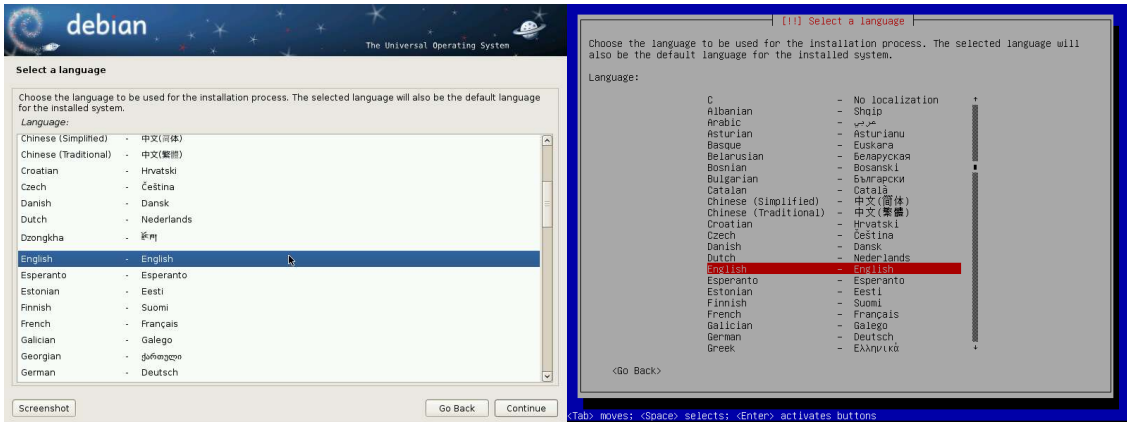 debian
The Universal Operating System
Select a language
Choose the language to be used for the installation process. The selected language will also be the default language
for the installed system.
Language:
Chinese (Simplified) - 中文(简体)
Chinese (Traditional) - 中文(繁體)
Croatian - Hrvatski
Czech - Čeština
Danish - Dansk
Dutch - Nederlands
Dzongkha - རྫོང་ཁ།
English - English
Esperanto - Esperanto
Estonian - Eesti
Finnish - Suomi
French - Français
Galician - Galego
Georgian - ქართული
German - Deutsch
Screenshot
Go Back
Continue
[!!] Select a language
Choose the language to be used for the installation process. The selected language will
also be the default language for the installed system.
Language:
C - No localization
Albanian - Shqip
Arabic - عربي
Asturian - Asturianu
Basque - Euskara
Belarusian - Беларуская
Bosnian - Bosanski
Bulgarian - Български
Catalan - Català
Chinese (Simplified) - 中文(简体)
Chinese (Traditional) - 中文(繁體)
Croatian - Hrvatski
Czech - Čeština
Danish - Dansk
Dutch - Nederlands
English - English
Esperanto - Esperanto
Estonian - Eesti
Finnish - Suomi
French - Français
Galician - Galego
German - Deutsch
Greek - Ελληνικά
<Go Back>
<Tab> moves; <Space> selects; <Enter> activates buttons